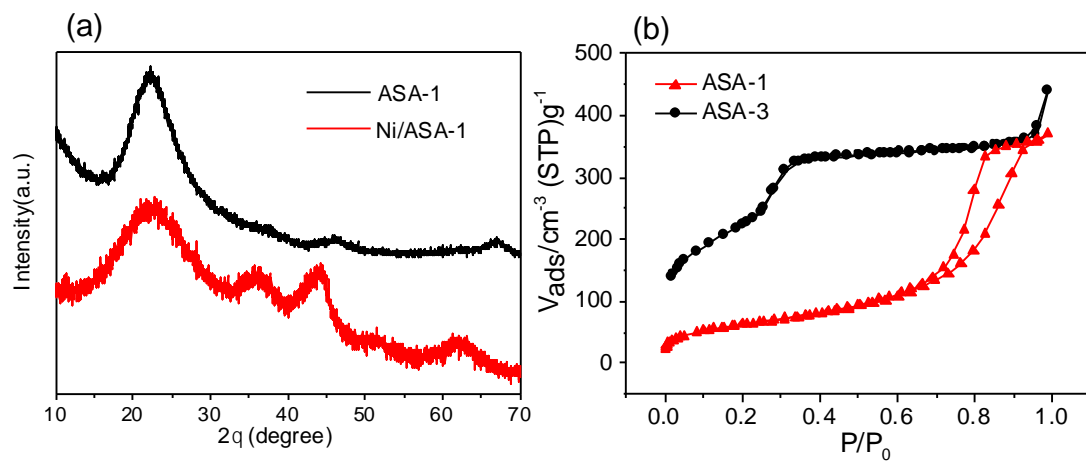 (a)
ASA-1
Ni/ASA-1
Intensity(a.u.)
10 20 30 40 50 60 70
2q (degree)
(b)
500
400
300
200
100
0
ASA-1
ASA-3
Vads/cm-3 (STP)g-1
0.0 0.2 0.4 0.6 0.8 1.0
P/P0